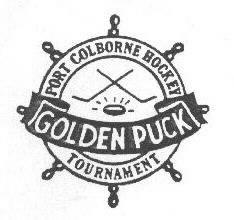 PORT COLBORNE HOCKEY
GOLDEN PUCK
TOURNAMENT